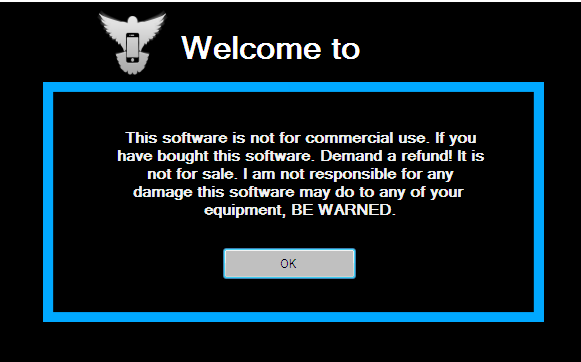 Welcome to
This software is not for commercial use. If you
have bought this software. Demand a refund! It is
not for sale. I am not responsible for any
damage this software may do to any of your
equipment, BE WARNED.
OK